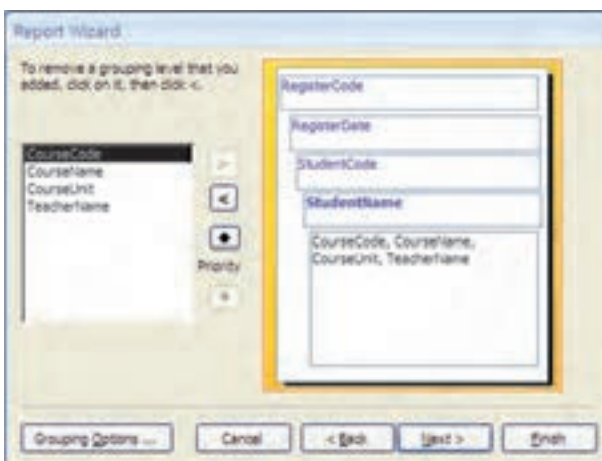 Report Wizard
To remove a grouping level that you
added, click on it, then click <.
CourseCode
CourseName
CourseUnit
TeacherName
>
<
Priority
RegisterCode
RegisterDate
StudentCode
StudentName
CourseCode, CourseName,
CourseUnit, TeacherName
Grouping Options ...
Cancel
< Back
Next >
Finish